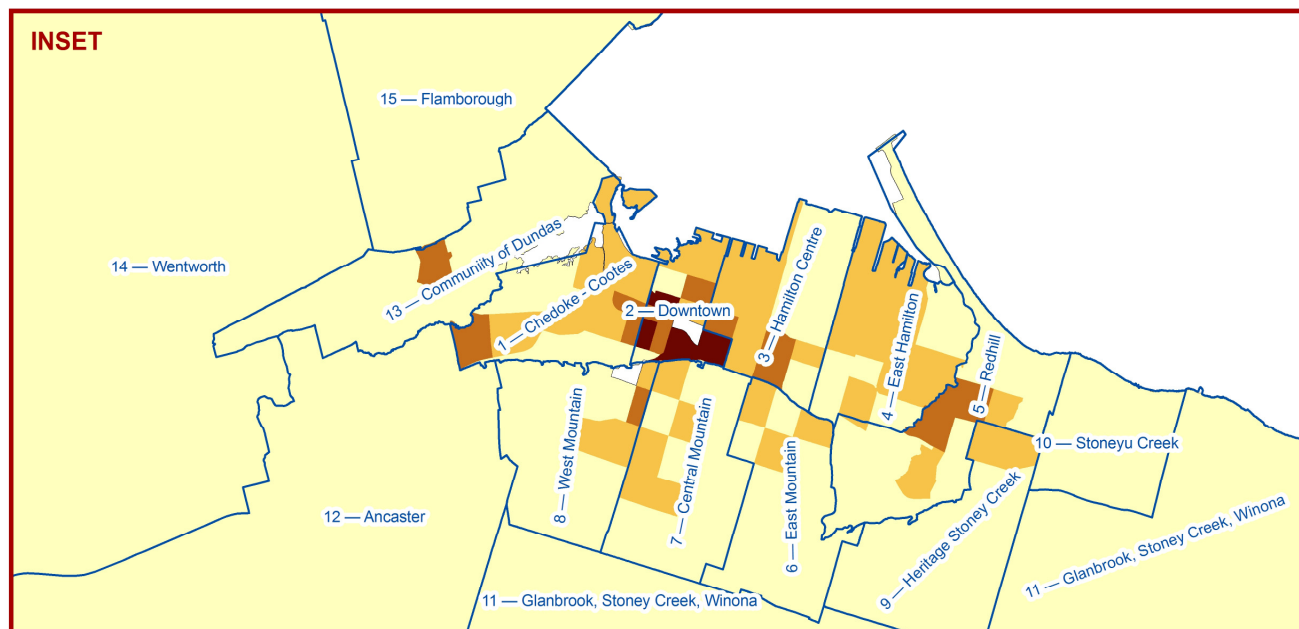 INSET
15 — Flamborough
14 — Wentworth
13 — Communiity of Dundas
1 — Chedoke - Cootes
2 — Downtown
3 — Hamilton Centre
4 — East Hamilton
5 — Redhill
10 — Stoneyu Creek
8 — West Mountain
7 — Central Mountain
6 — East Mountain
9 — Heritage Stoney Creek
12 — Ancaster
11 — Glanbrook, Stoney Creek, Winona
11 — Glanbrook, Stoney Creek, Winona